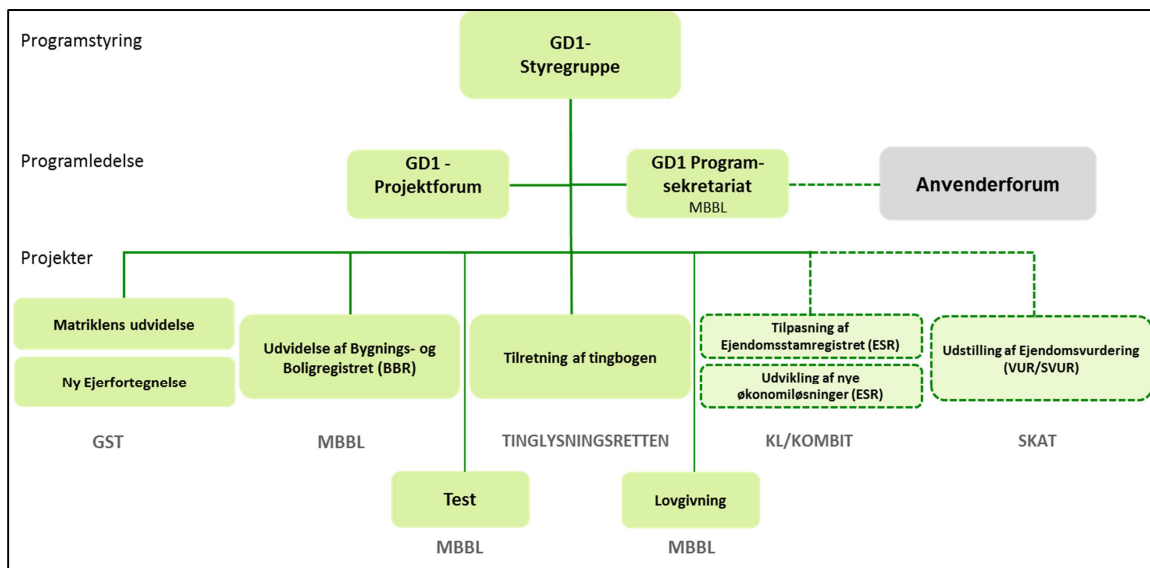 Programstyring
GD1-
Styregruppe
Programledelse
GD1 -
Projektforum
GD1 Program-
sekretariat
MBBL
Anvenderforum
Projekter
Matriklens udvidelse
Ny Ejerfortegnelse
GST
Udvidelse af Bygnings- og
Boligregistret (BBR)
MBBL
Tilretning af tingbogen
TINGLYSNINGSRETTEN
Tilpasning af
Ejendomsstamregistret (ESR)
Udvikling af nye
økonomiløsninger (ESR)
KL/KOMBIT
Udstilling af Ejendomsvurdering
(VUR/SVUR)
SKAT
Test
MBBL
Lovgivning
MBBL